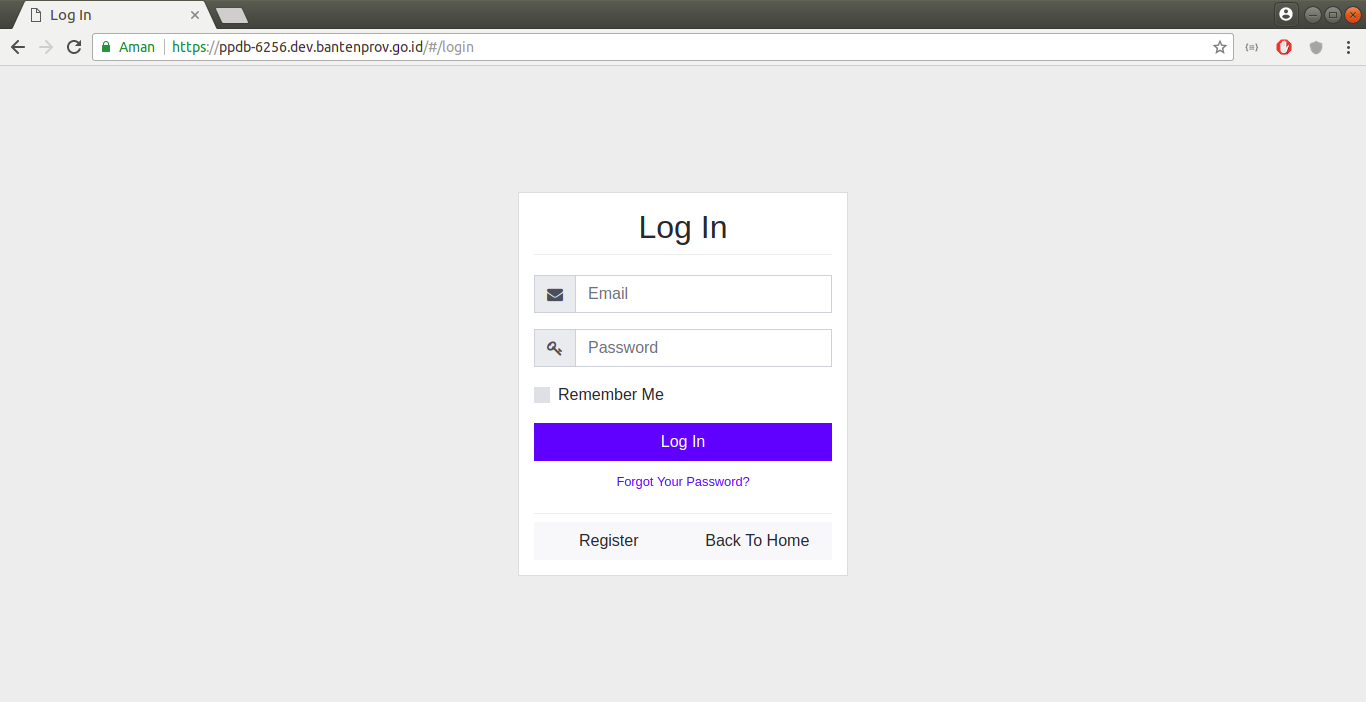 Log In
Aman
https://ppdb-6256.dev.bantenprov.go.id/#/login
Log In
Email
Password
Remember Me
Log In
Forgot Your Password?
Register Back To Home